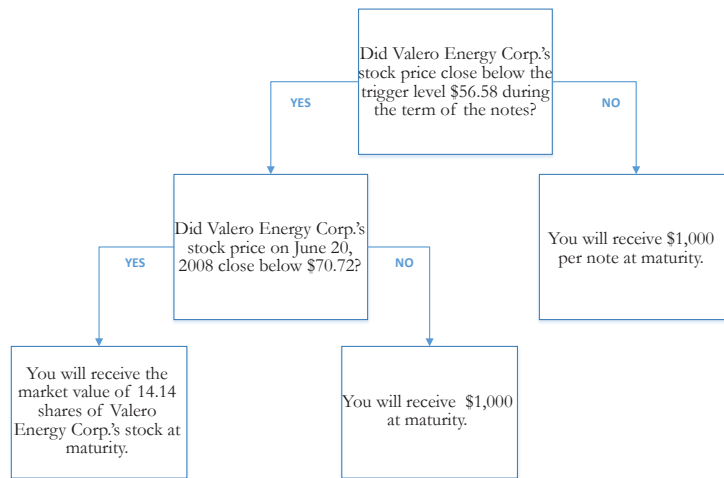 Did Valero Energy Corp.'s
stock price close below the
trigger level $56.58 during
the term of the notes?
YES
NO
Did Valero Energy Corp.'s
stock price on June 20,
2008 close below $70.72?
You will receive $1,000
per note at maturity.
YES
NO
You will receive the
market value of 14.14
shares of Valero
Energy Corp.'s stock at
maturity.
You will receive $1,000
at maturity.